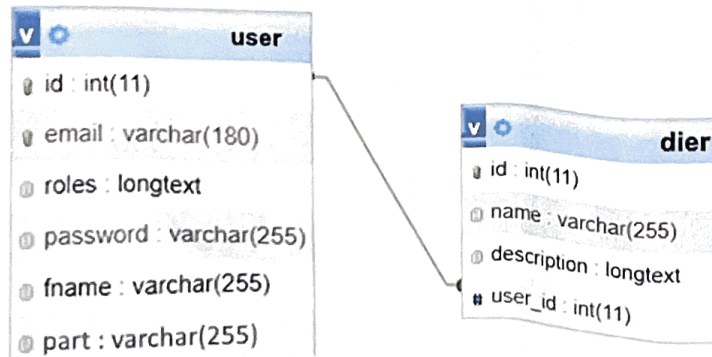 v user
id : int(11)
email : varchar(180)
roles : longtext
password : varchar(255)
fname : varchar(255)
part : varchar(255)
v dier
id : int(11)
name : varchar(255)
description : longtext
# user_id : int(11)